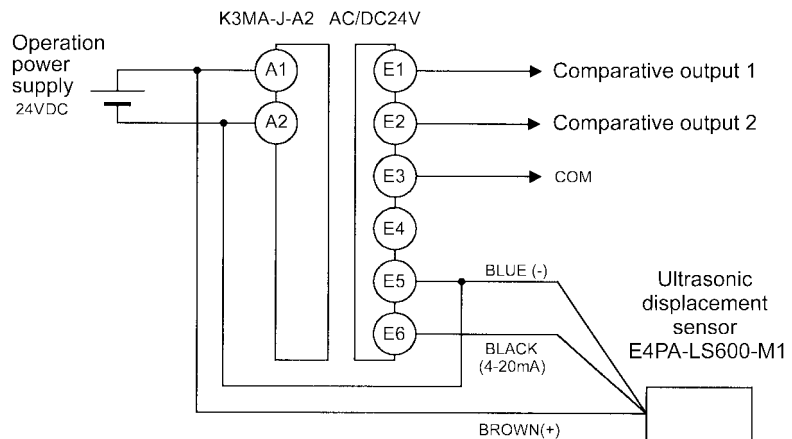 K3MA-J-A2 AC/DC24V
Operation
power
supply
24VDC
A1
A2
E1
E2
E3
E4
E5
E6
Comparative output 1
Comparative output 2
COM
BLUE (-)
BLACK
(4-20mA)
BROWN(+)
Ultrasonic
displacement
sensor
E4PA-LS600-M1